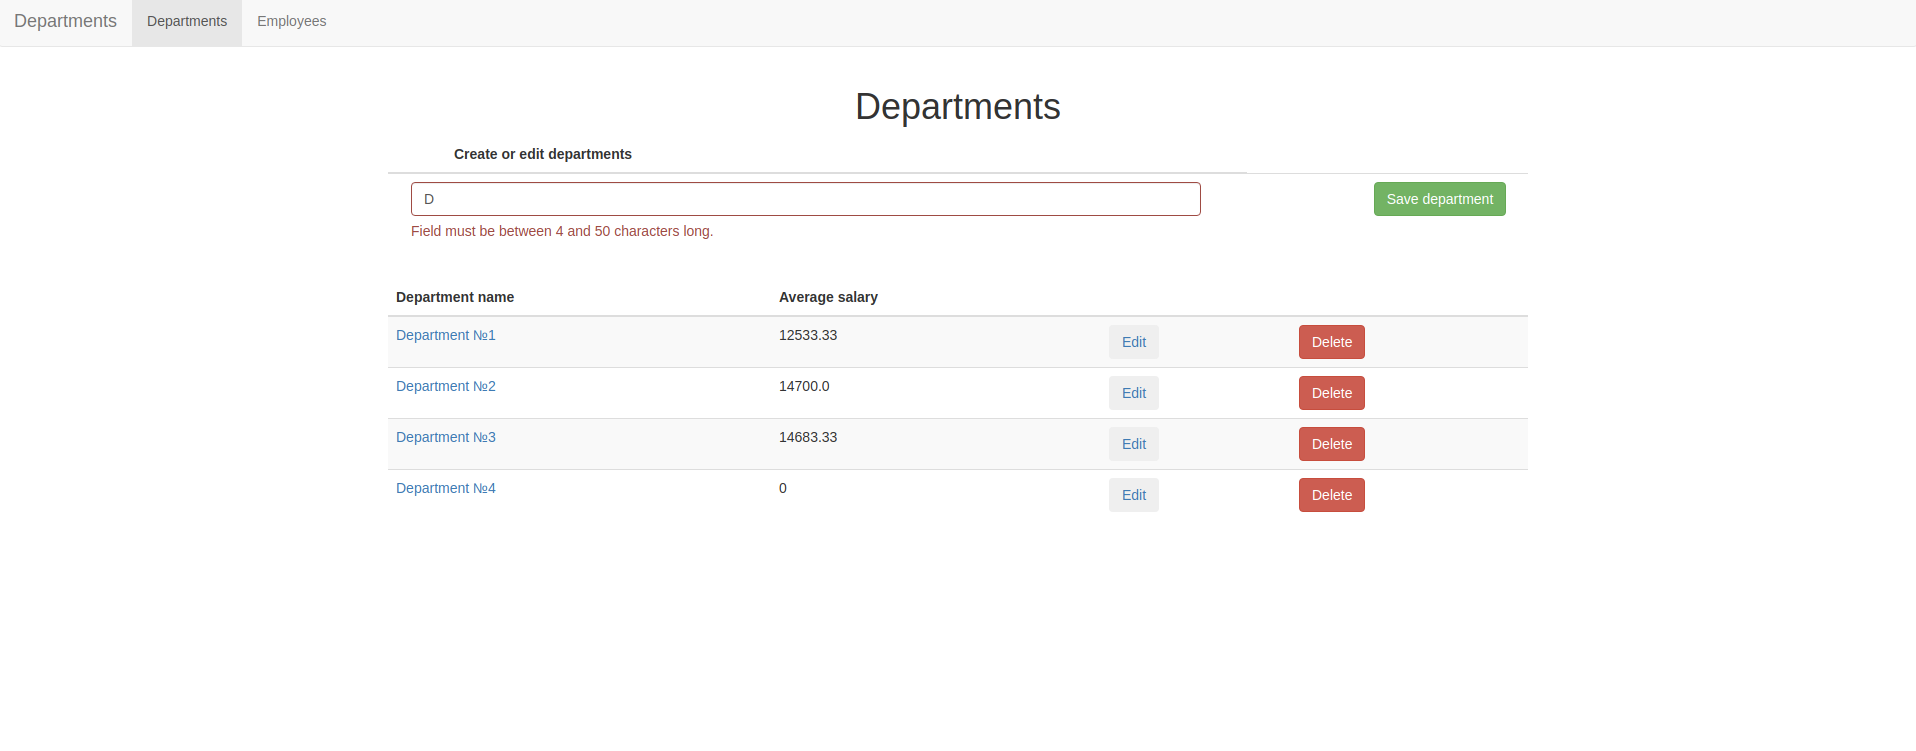 Departments Departments Employees
Departments
Create or edit departments
D Save department
Field must be between 4 and 50 characters long.
Department name Average salary
Department №1 12533.33 Edit Delete
Department №2 14700.0 Edit Delete
Department №3 14683.33 Edit Delete
Department №4 0 Edit Delete